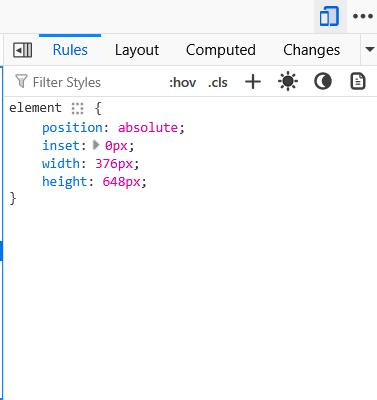 Rules Layout Computed Changes
Filter Styles :hov .cls
element {
position: absolute;
inset: 0px;
width: 376px;
height: 648px;
}